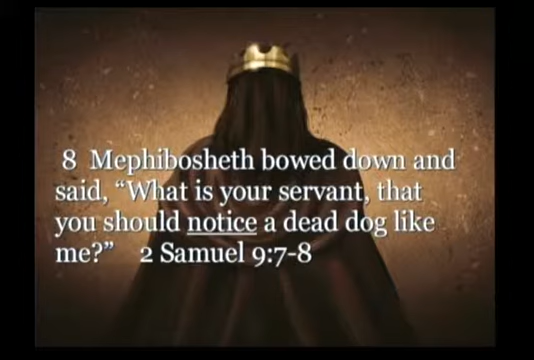 8 Mephibosheth bowed down and
said, “What is your servant, that
you should notice a dead dog like
me?” 2 Samuel 9:7-8